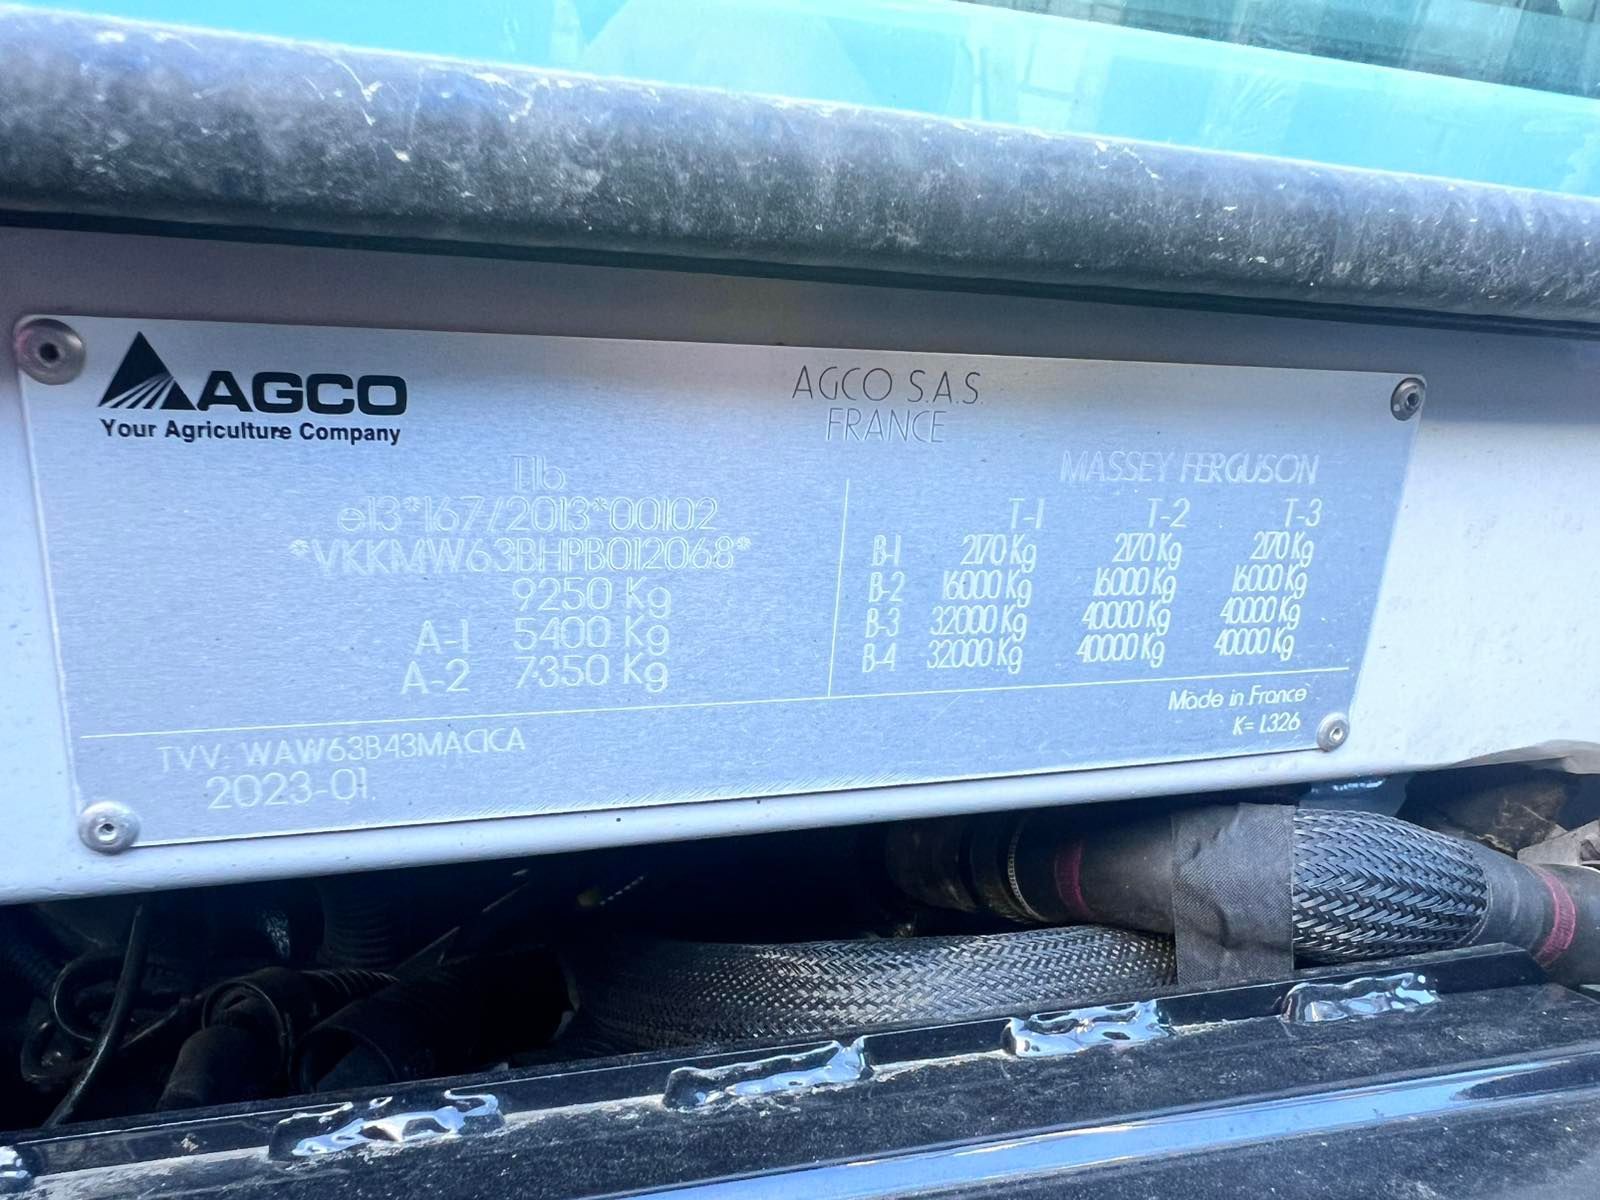 AGCO
Your Agriculture Company
AGCO S.A.S.
FRANCE
T1b
e13*167/2013*00102
*VKKMW63BHPB012068*
9250 Kg
A-1 5400 Kg
A-2 7350 Kg
MASSEY FERGUSON
T-1 T-2 T-3
B-1 2170 Kg 2170 Kg 2170 Kg
B-2 16000 Kg 16000 Kg 16000 Kg
B-3 32000 Kg 40000 Kg 40000 Kg
B-4 32000 Kg 40000 Kg 40000 Kg
Made in France
K= 1.326
TVV: WAW63B43MAC1CA
2023-01.